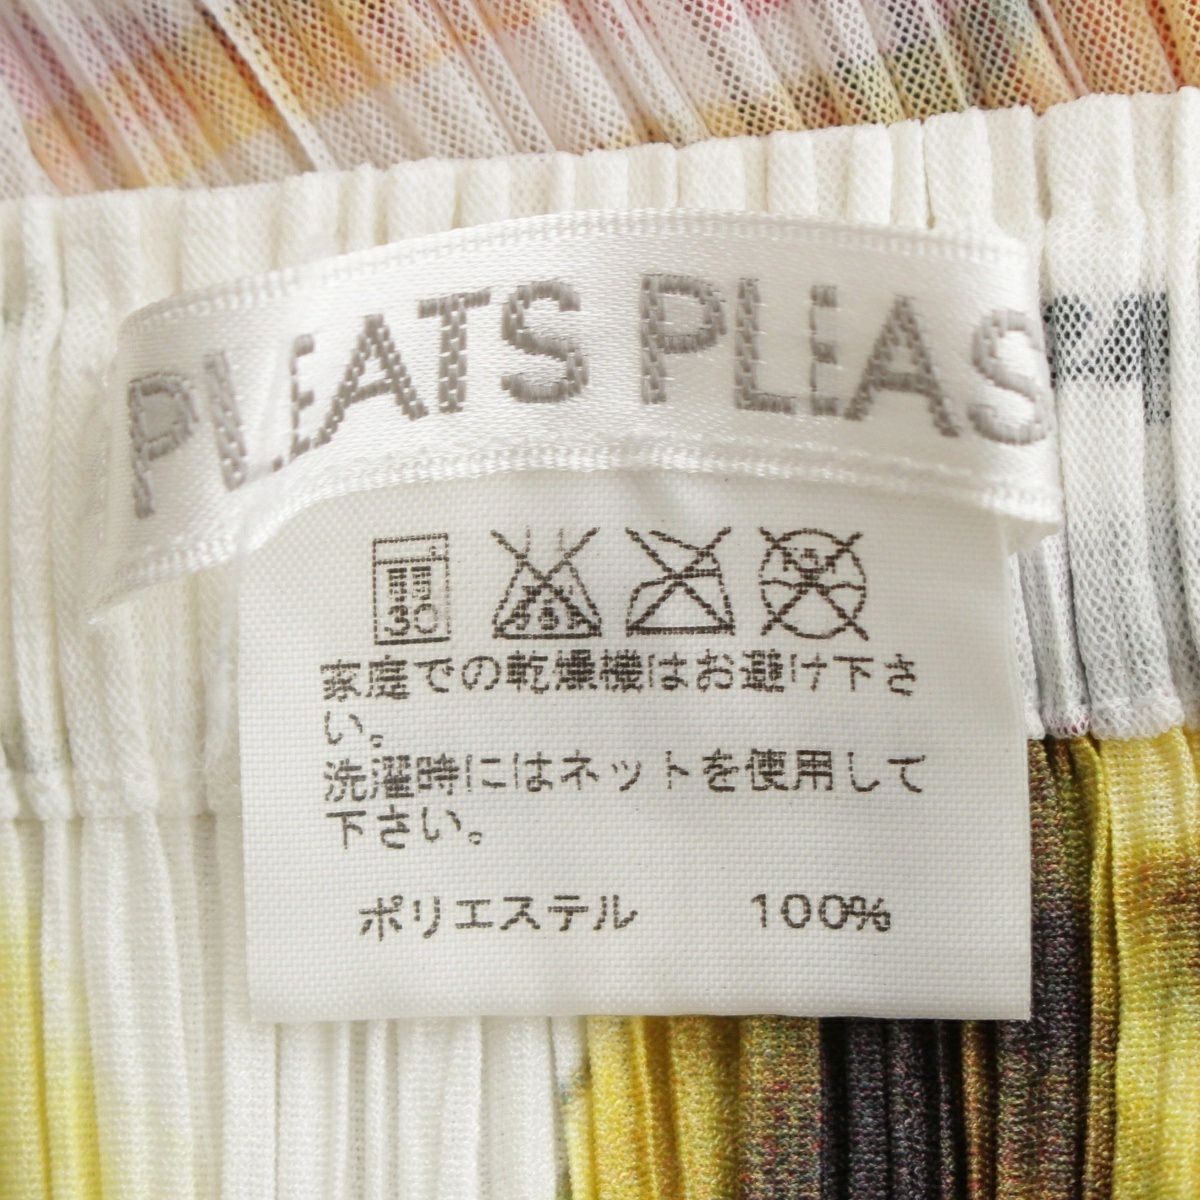 PLEATS PLEAS
30
家庭での乾燥機はお避け下さ
い。
洗濯時にはネットを使用して
下さい。
ポリエステル 100%